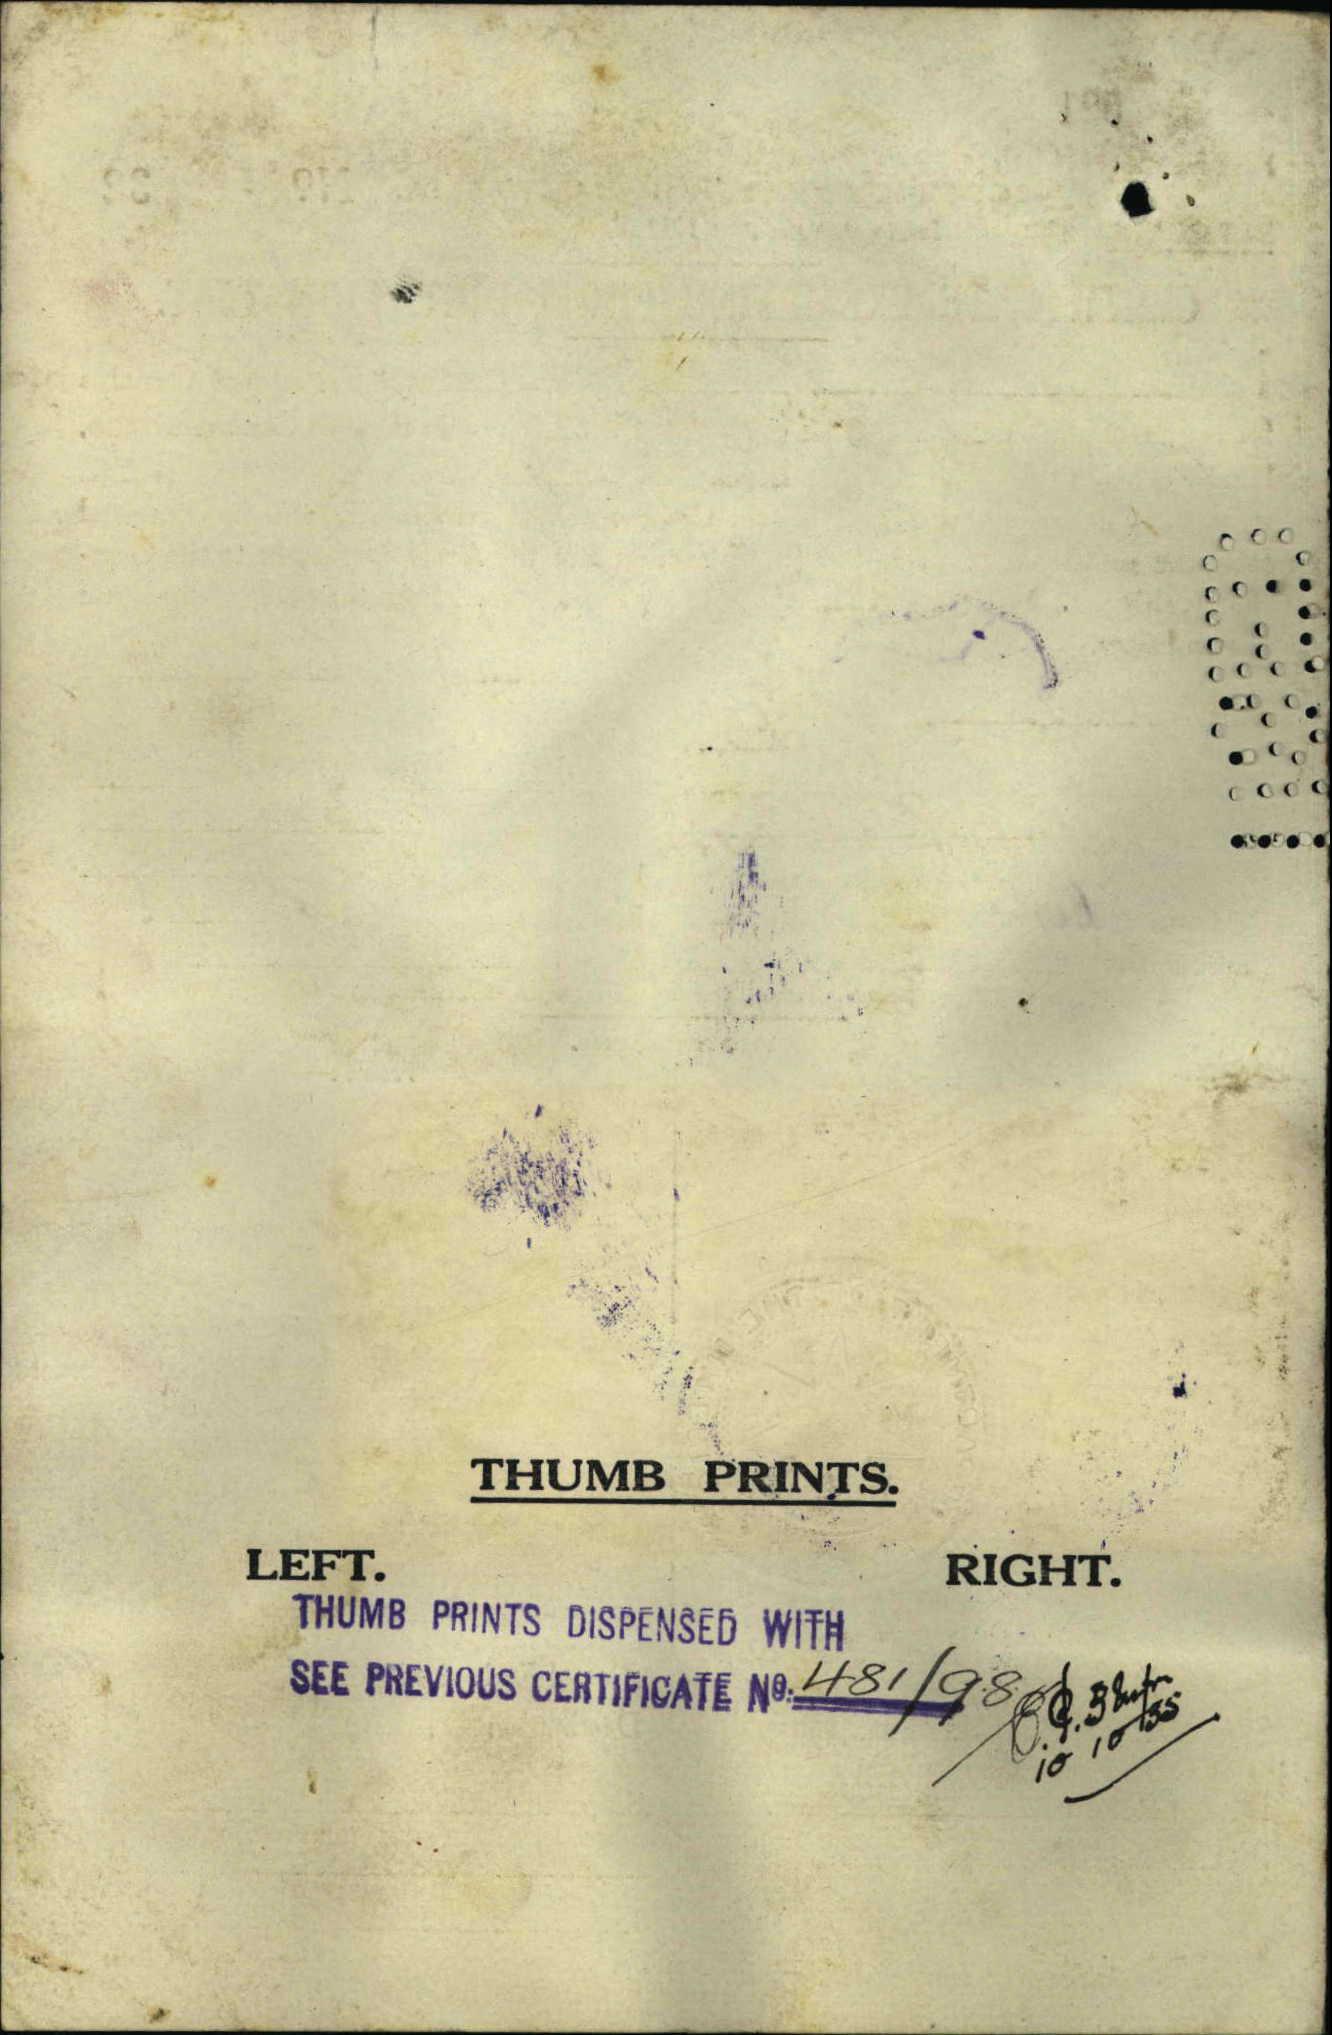 THUMB PRINTS.
LEFT. RIGHT.
THUMB PRINTS DISPENSED WITH
SEE PREVIOUS CERTIFICATE No. 481/98
10 10/35